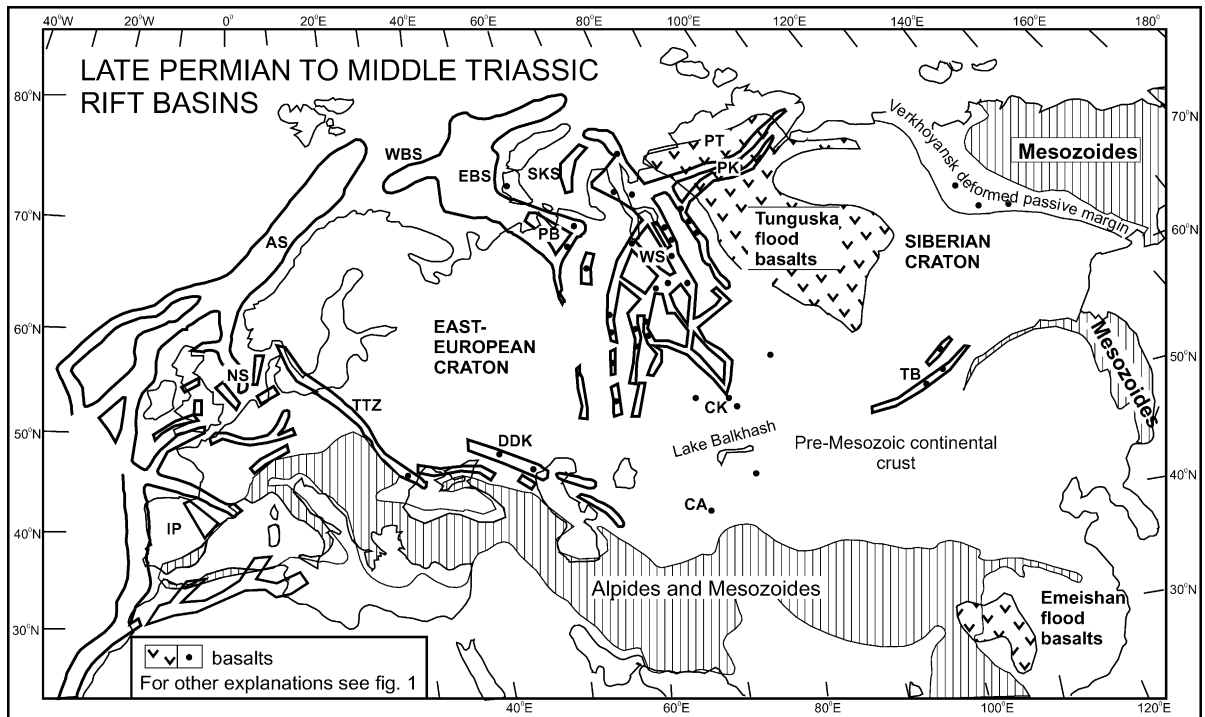 40°W 20°W 0° 20°E 40°E 60°E 80°E 100°E 120°E 140°E 160°E 180°
LATE PERMIAN TO MIDDLE TRIASSIC
RIFT BASINS
80°N
70°N
60°N
50°N
40°N
30°N
70°N
60°N
50°N
40°N
30°N
WBS
EBS
SKS
PT
PK
PB
AS
WS
NS
TTZ
DDK
IP
CK
CA
TB
Verkhoyansk deformed passive margin
Mesozoides
Tunguska
flood
basalts
SIBERIAN
CRATON
EAST-
EUROPEAN
CRATON
Mesozoides
Lake Balkhash
Pre-Mesozoic continental
crust
Alpides and Mesozoides
Emeishan
flood
basalts
basalts
For other explanations see fig. 1
40°E 60°E 80°E 100°E 120°E